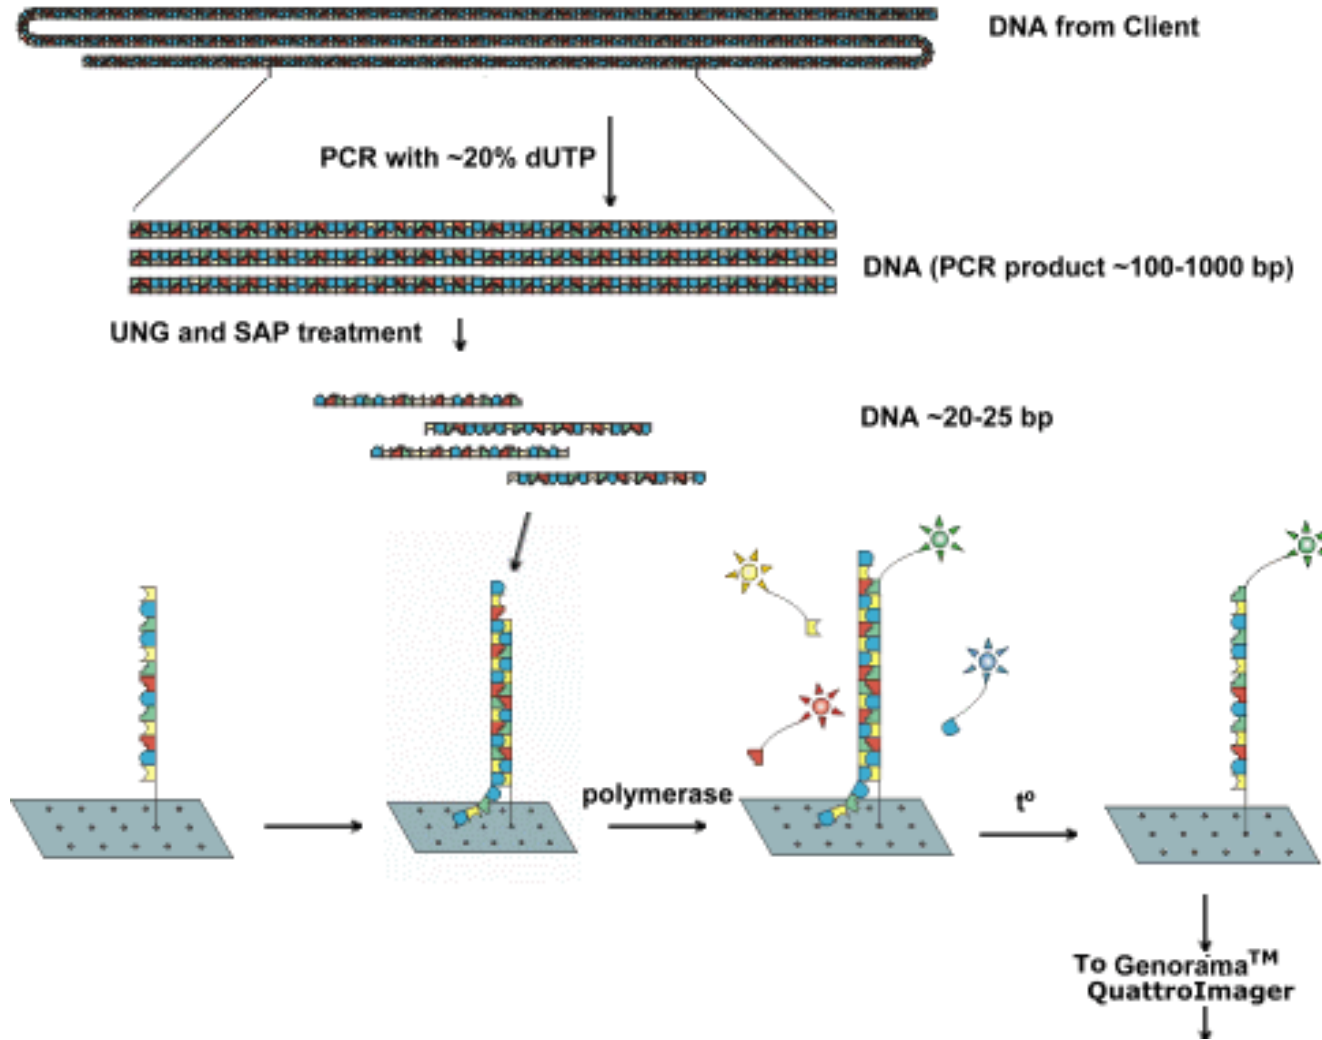 DNA from Client
PCR with ~20% dUTP
DNA (PCR product ~100-1000 bp)
UNG and SAP treatment
DNA ~20-25 bp
polymerase
tº
To Genorama™
QuattroImager